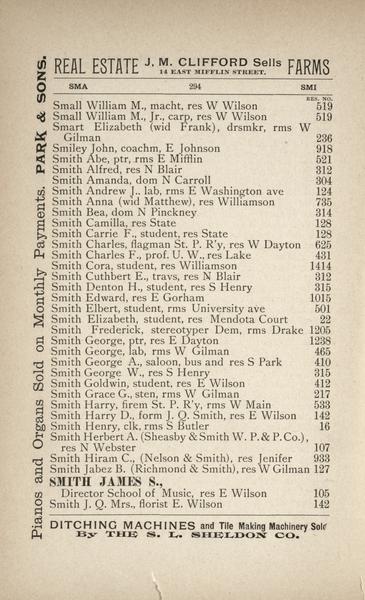 REAL ESTATE J. M. CLIFFORD Sells FARMS
14 EAST MIFFLIN STREET.
SMA 294 SMI
RES. NO.
Small William M., macht, res W Wilson 519
Small William M., Jr., carp, res W Wilson 519
Smart Elizabeth (wid Frank), drsmkr, rms W
Gilman 236
Smiley John, coachm, E Johnson 918
Smith Abe, ptr, rms E Mifflin 521
Smith Alfred, res N Blair 312
Smith Amanda, dom N Carroll 304
Smith Andrew J., lab, rms E Washington ave 124
Smith Anna (wid Matthew), res Williamson 735
Smith Bea, dom N Pinckney 314
Smith Camilla, res State 128
Smith Carrie F., student, res State 128
Smith Charles, flagman St. P. R'y, res W Dayton 625
Smith Charles F., prof. U. W., res Lake 431
Smith Cora, student, res Williamson 1414
Smith Cuthbert E., travs, res N Blair 312
Smith Denton H., student, res S Henry 315
Smith Edward, res E Gorham 1015
Smith Elbert, student, rms University ave 501
Smith Elizabeth, student, res Mendota Court 22
Smith Frederick, stereotyper Dem, rms Drake 1205
Smith George, ptr, res E Dayton 1238
Smith George, lab, rms W Gilman 465
Smith George A., saloon, bus and res S Park 410
Smith George W., res S Henry 315
Smith Goldwin, student, res E Wilson 412
Smith Grace G., sten, rms W Gilman 217
Smith Harry, firem St. P. R'y, rms W Main 533
Smith Harry D., form J. Q. Smith, res E Wilson 142
Smith Henry, clk, rms S Butler 16
Smith Herbert A. (Sheasby & Smith W. P. & P. Co.),
res N Webster 107
Smith Hiram C., (Nelson & Smith), res Jenifer 933
Smith Jabez B. (Richmond & Smith), res W Gilman 127
SMITH JAMES S.,
Director School of Music, res E Wilson 105
Smith J. Q. Mrs., florist E. Wilson 142
DITCHING MACHINES and Tile Making Machinery Sold
By THE S. L. SHELDON CO.
Pianos and Organs Sold on Monthly Payments. PARK & SONS.